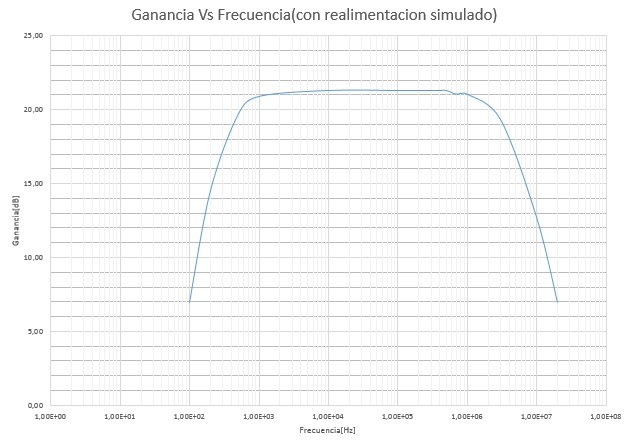 Ganancia Vs Frecuencia(con realimentacion simulado)
25,00
20,00
15,00
10,00
5,00
0,00
Ganancia[dB]
1,00E+00 1,00E+01 1,00E+02 1,00E+03 1,00E+04 1,00E+05 1,00E+06 1,00E+07 1,00E+08
Frecuencia[Hz]